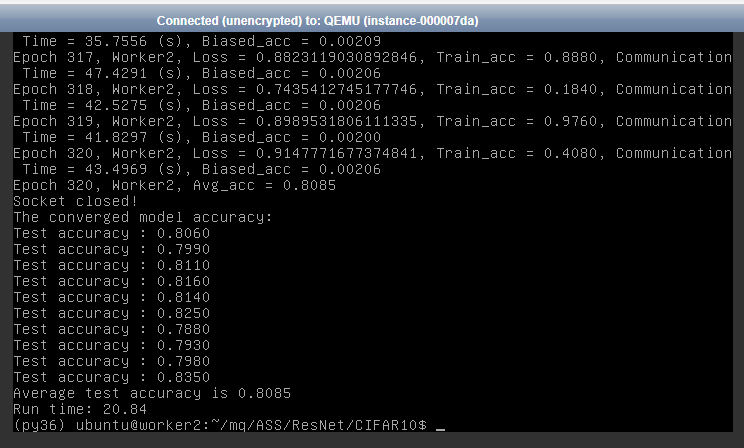 Connected (unencrypted) to: QEMU (instance-000007da)
Time = 35.7556 (s), Biased_acc = 0.00209
Epoch 317, Worker2, Loss = 0.8823119030892846, Train_acc = 0.8880, Communication
Time = 47.4291 (s), Biased_acc = 0.00206
Epoch 318, Worker2, Loss = 0.7435412745177746, Train_acc = 0.1840, Communication
Time = 42.5275 (s), Biased_acc = 0.00206
Epoch 319, Worker2, Loss = 0.8989531806111335, Train_acc = 0.9760, Communication
Time = 41.8297 (s), Biased_acc = 0.00200
Epoch 320, Worker2, Loss = 0.9147771677374841, Train_acc = 0.4080, Communication
Time = 43.4969 (s), Biased_acc = 0.00206
Epoch 320, Worker2, Avg_acc = 0.8085
Socket closed!
The converged model accuracy:
Test accuracy : 0.8060
Test accuracy : 0.7990
Test accuracy : 0.8110
Test accuracy : 0.8160
Test accuracy : 0.8140
Test accuracy : 0.8250
Test accuracy : 0.7880
Test accuracy : 0.7930
Test accuracy : 0.7980
Test accuracy : 0.8350
Average test accuracy is 0.8085
Run time: 20.84
(py36) ubuntu@worker2:~/mq/ASS/ResNet/CIFAR10$ _